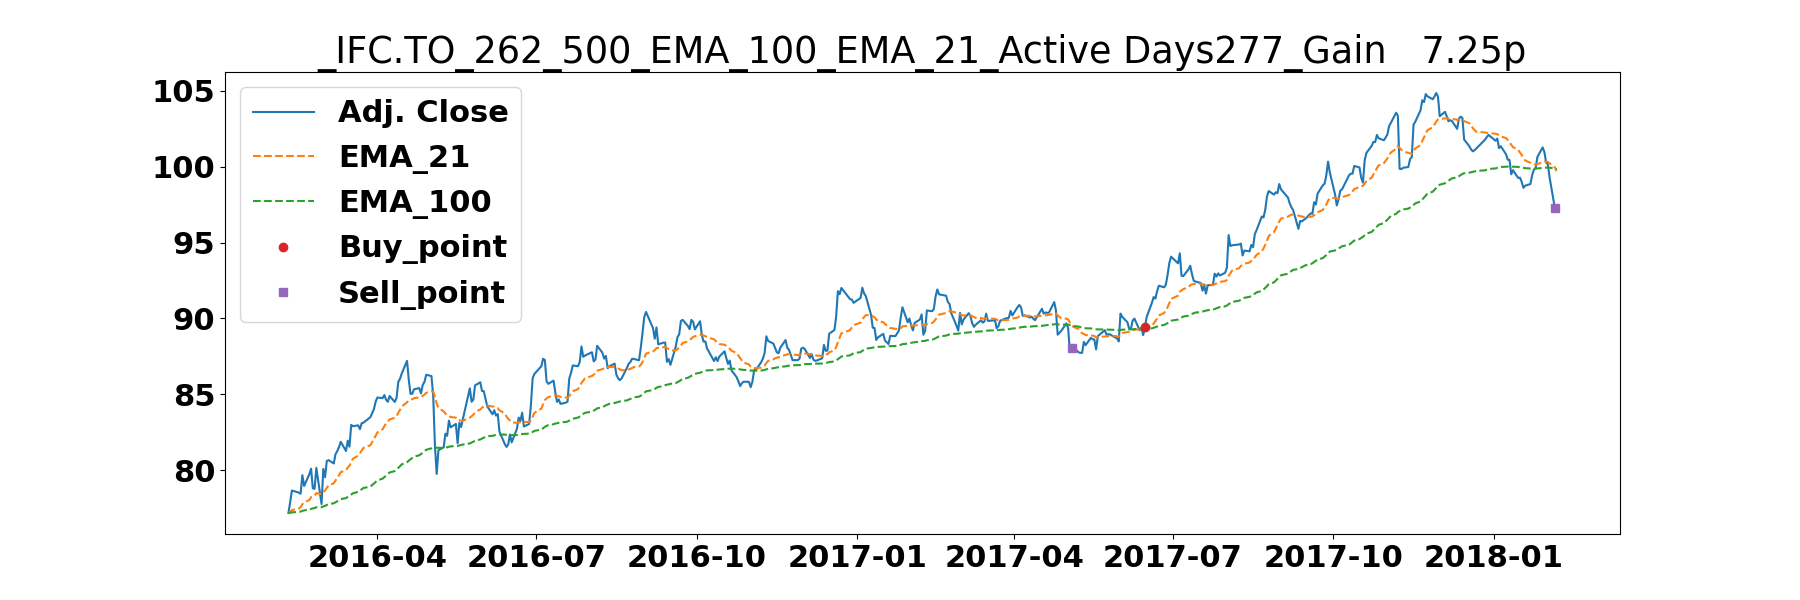 _IFC.TO_262_500_EMA_100_EMA_21_Active Days277_Gain   7.25p
105
100
95
90
85
80
Adj. Close
EMA_21
EMA_100
Buy_point
Sell_point
2016-04 2016-07 2016-10 2017-01 2017-04 2017-07 2017-10 2018-01